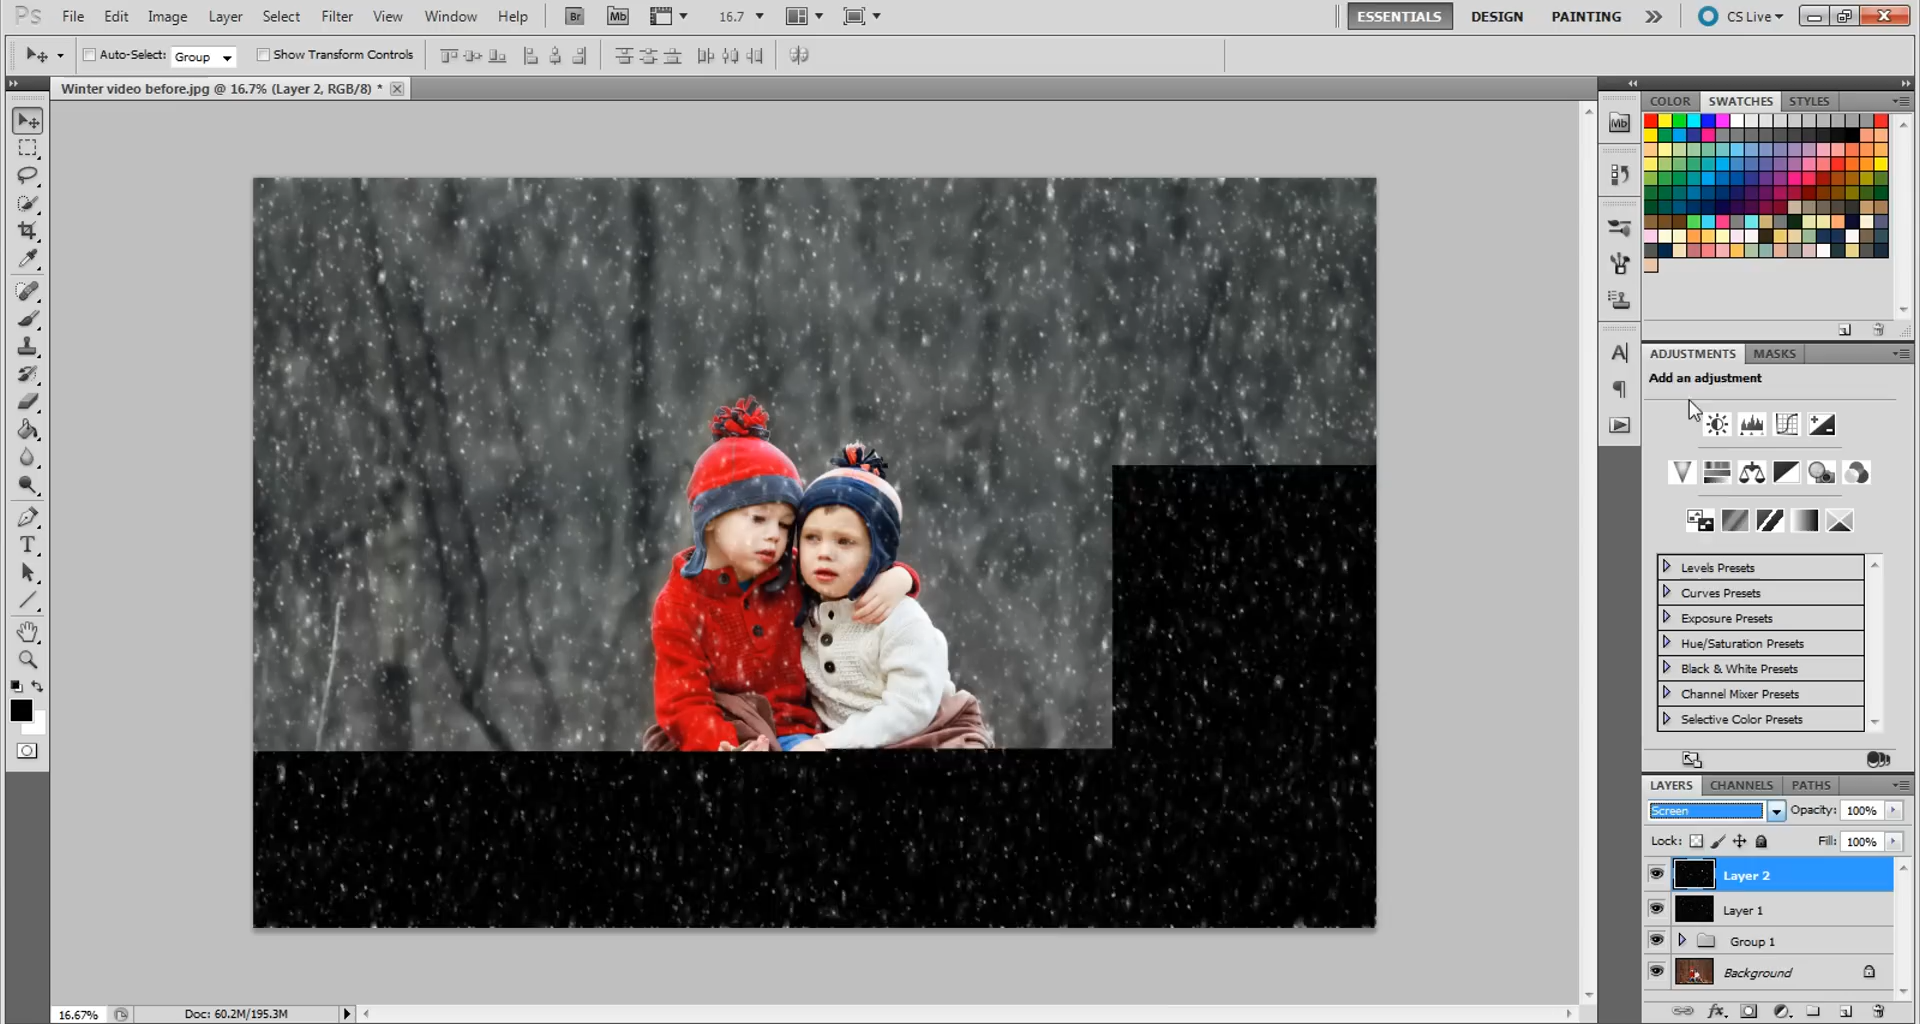 Ps File Edit Image Layer Select Filter View Window Help Br Mb 16.7 ESSENTIALS DESIGN PAINTING CS Live
Auto-Select: Group Show Transform Controls
Winter video before.jpg @ 16.7% (Layer 2, RGB/8) *
COLOR SWATCHES STYLES
Mb
ADJUSTMENTS MASKS
Add an adjustment
Levels Presets
Curves Presets
Exposure Presets
Hue/Saturation Presets
Black & White Presets
Channel Mixer Presets
Selective Color Presets
LAYERS CHANNELS PATHS
Screen Opacity: 100%
Lock: Fill: 100%
Layer 2
Layer 1
Group 1
Background
16.67% Doc: 60.2M/195.3M